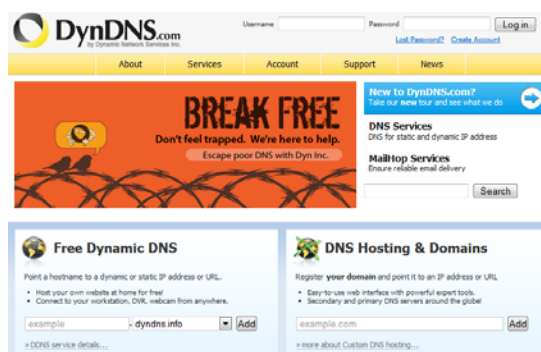 DynDNS.com
by Dynamic Network Services Inc.
Username
Password
Log in
Lost Password?
Create Account
About
Services
Account
Support
News
BREAK FREE
Don't feel trapped. We're here to help.
Escape poor DNS with Dyn Inc.
New to DynDNS.com?
Take our new tour and see what we do
DNS Services
DNS for static and dynamic IP address
MailHop Services
Ensure reliable email delivery
Search
Free Dynamic DNS
Point a hostname to a dynamic or static IP address or URL.
• Host your own website at home for free!
• Connect to your workstation, DVR, webcam from anywhere.
example
. dyndns.info
Add
» DDNS service details...
DNS Hosting & Domains
Register your domain and point it to an IP address or URL
• Easy-to-use web interface with powerful expert tools.
• Secondary and primary DNS servers around the globe!
example.com
Add
» more about Custom DNS hosting...